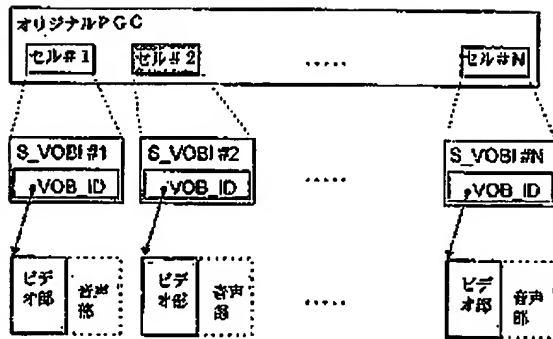 オリジナルPGC
セル#1
セル#2
.....
セル#N
S_VOBI#1
S_VOBI#2
S_VOBI#N
VOB_ID
VOB_ID
.....
VOB_ID
ビデ
オ部
音声
部
ビデ
オ部
音声
部
.....
ビデ
オ部
音声
部